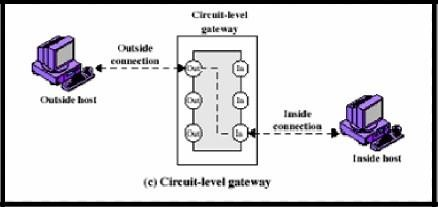 Circuit-level
gateway
Outside
connection
Out
In
Outside host
Out
In
Out
In
Inside
connection
Inside host
(c) Circuit-level gateway